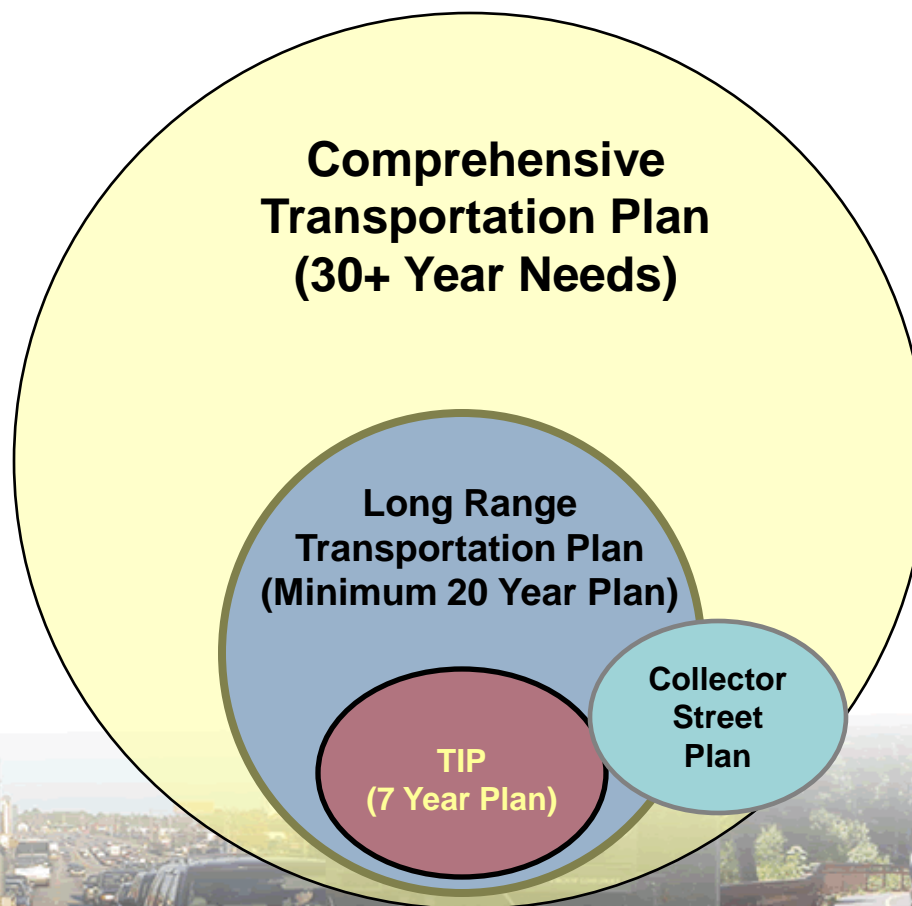 Comprehensive
Transportation Plan
(30+ Year Needs)
Long Range
Transportation Plan
(Minimum 20 Year Plan)
Collector
Street
Plan
TIP
(7 Year Plan)